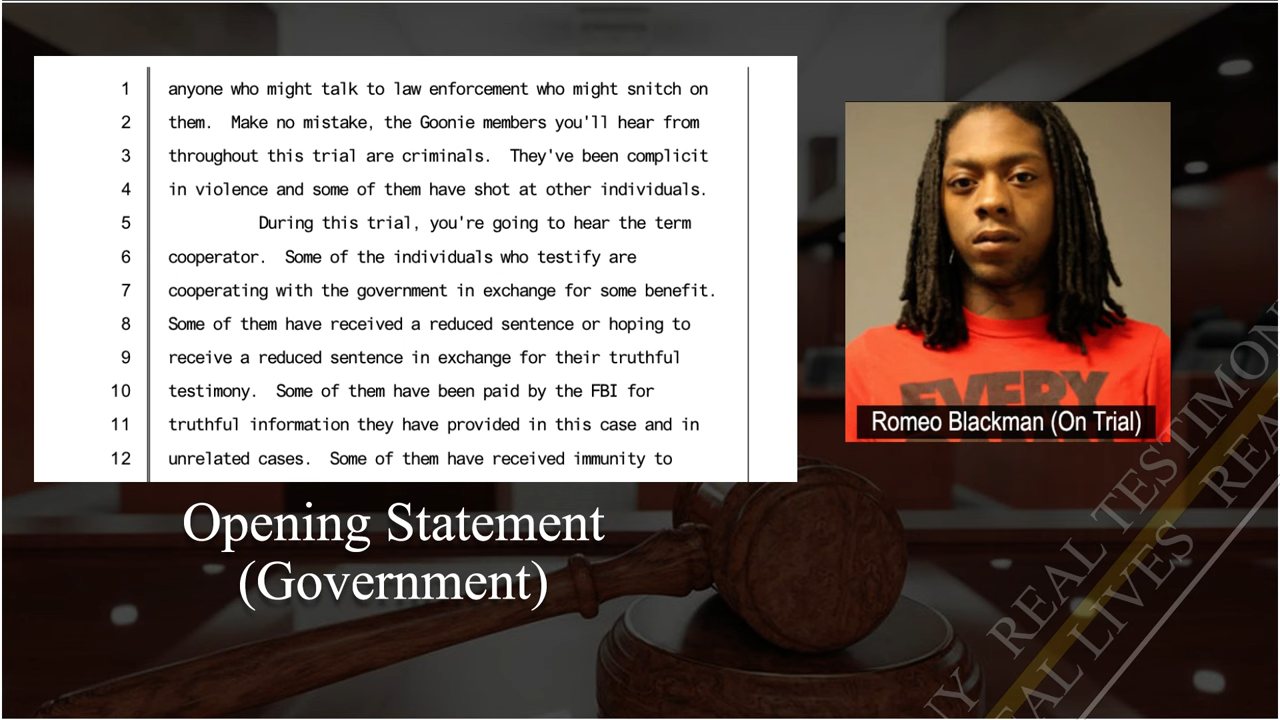 1 anyone who might talk to law enforcement who might snitch on
2 them. Make no mistake, the Goonie members you'll hear from
3 throughout this trial are criminals. They've been complicit
4 in violence and some of them have shot at other individuals.
5 During this trial, you're going to hear the term
6 cooperator. Some of the individuals who testify are
7 cooperating with the government in exchange for some benefit.
8 Some of them have received a reduced sentence or hoping to
9 receive a reduced sentence in exchange for their truthful
10 testimony. Some of them have been paid by the FBI for
11 truthful information they have provided in this case and in
12 unrelated cases. Some of them have received immunity to
Opening Statement
(Government)
EVERY
Romeo Blackman (On Trial)
REAL TESTIMON
REAL LIVES REA